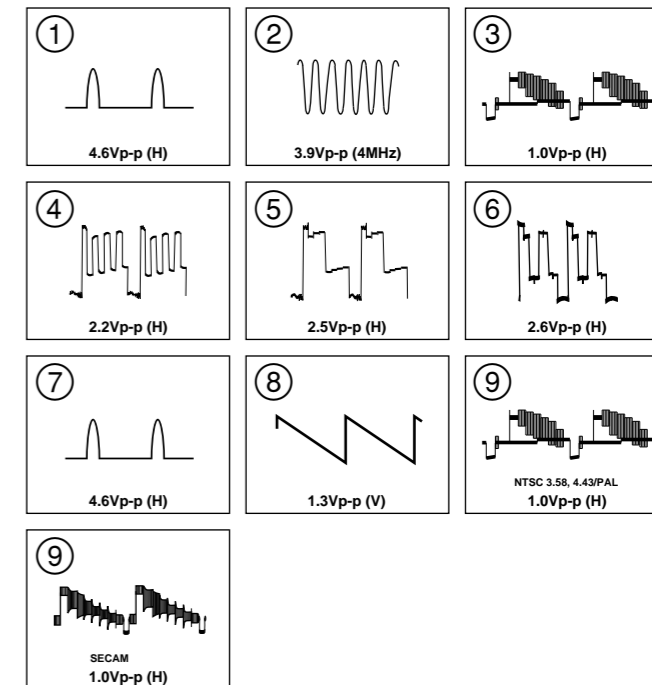 ①
4.6Vp-p (H)
②
3.9Vp-p (4MHz)
③
1.0Vp-p (H)
④
2.2Vp-p (H)
⑤
2.5Vp-p (H)
⑥
2.6Vp-p (H)
⑦
4.6Vp-p (H)
⑧
1.3Vp-p (V)
⑨
NTSC 3.58, 4.43/PAL
1.0Vp-p (H)
⑨
SECAM
1.0Vp-p (H)